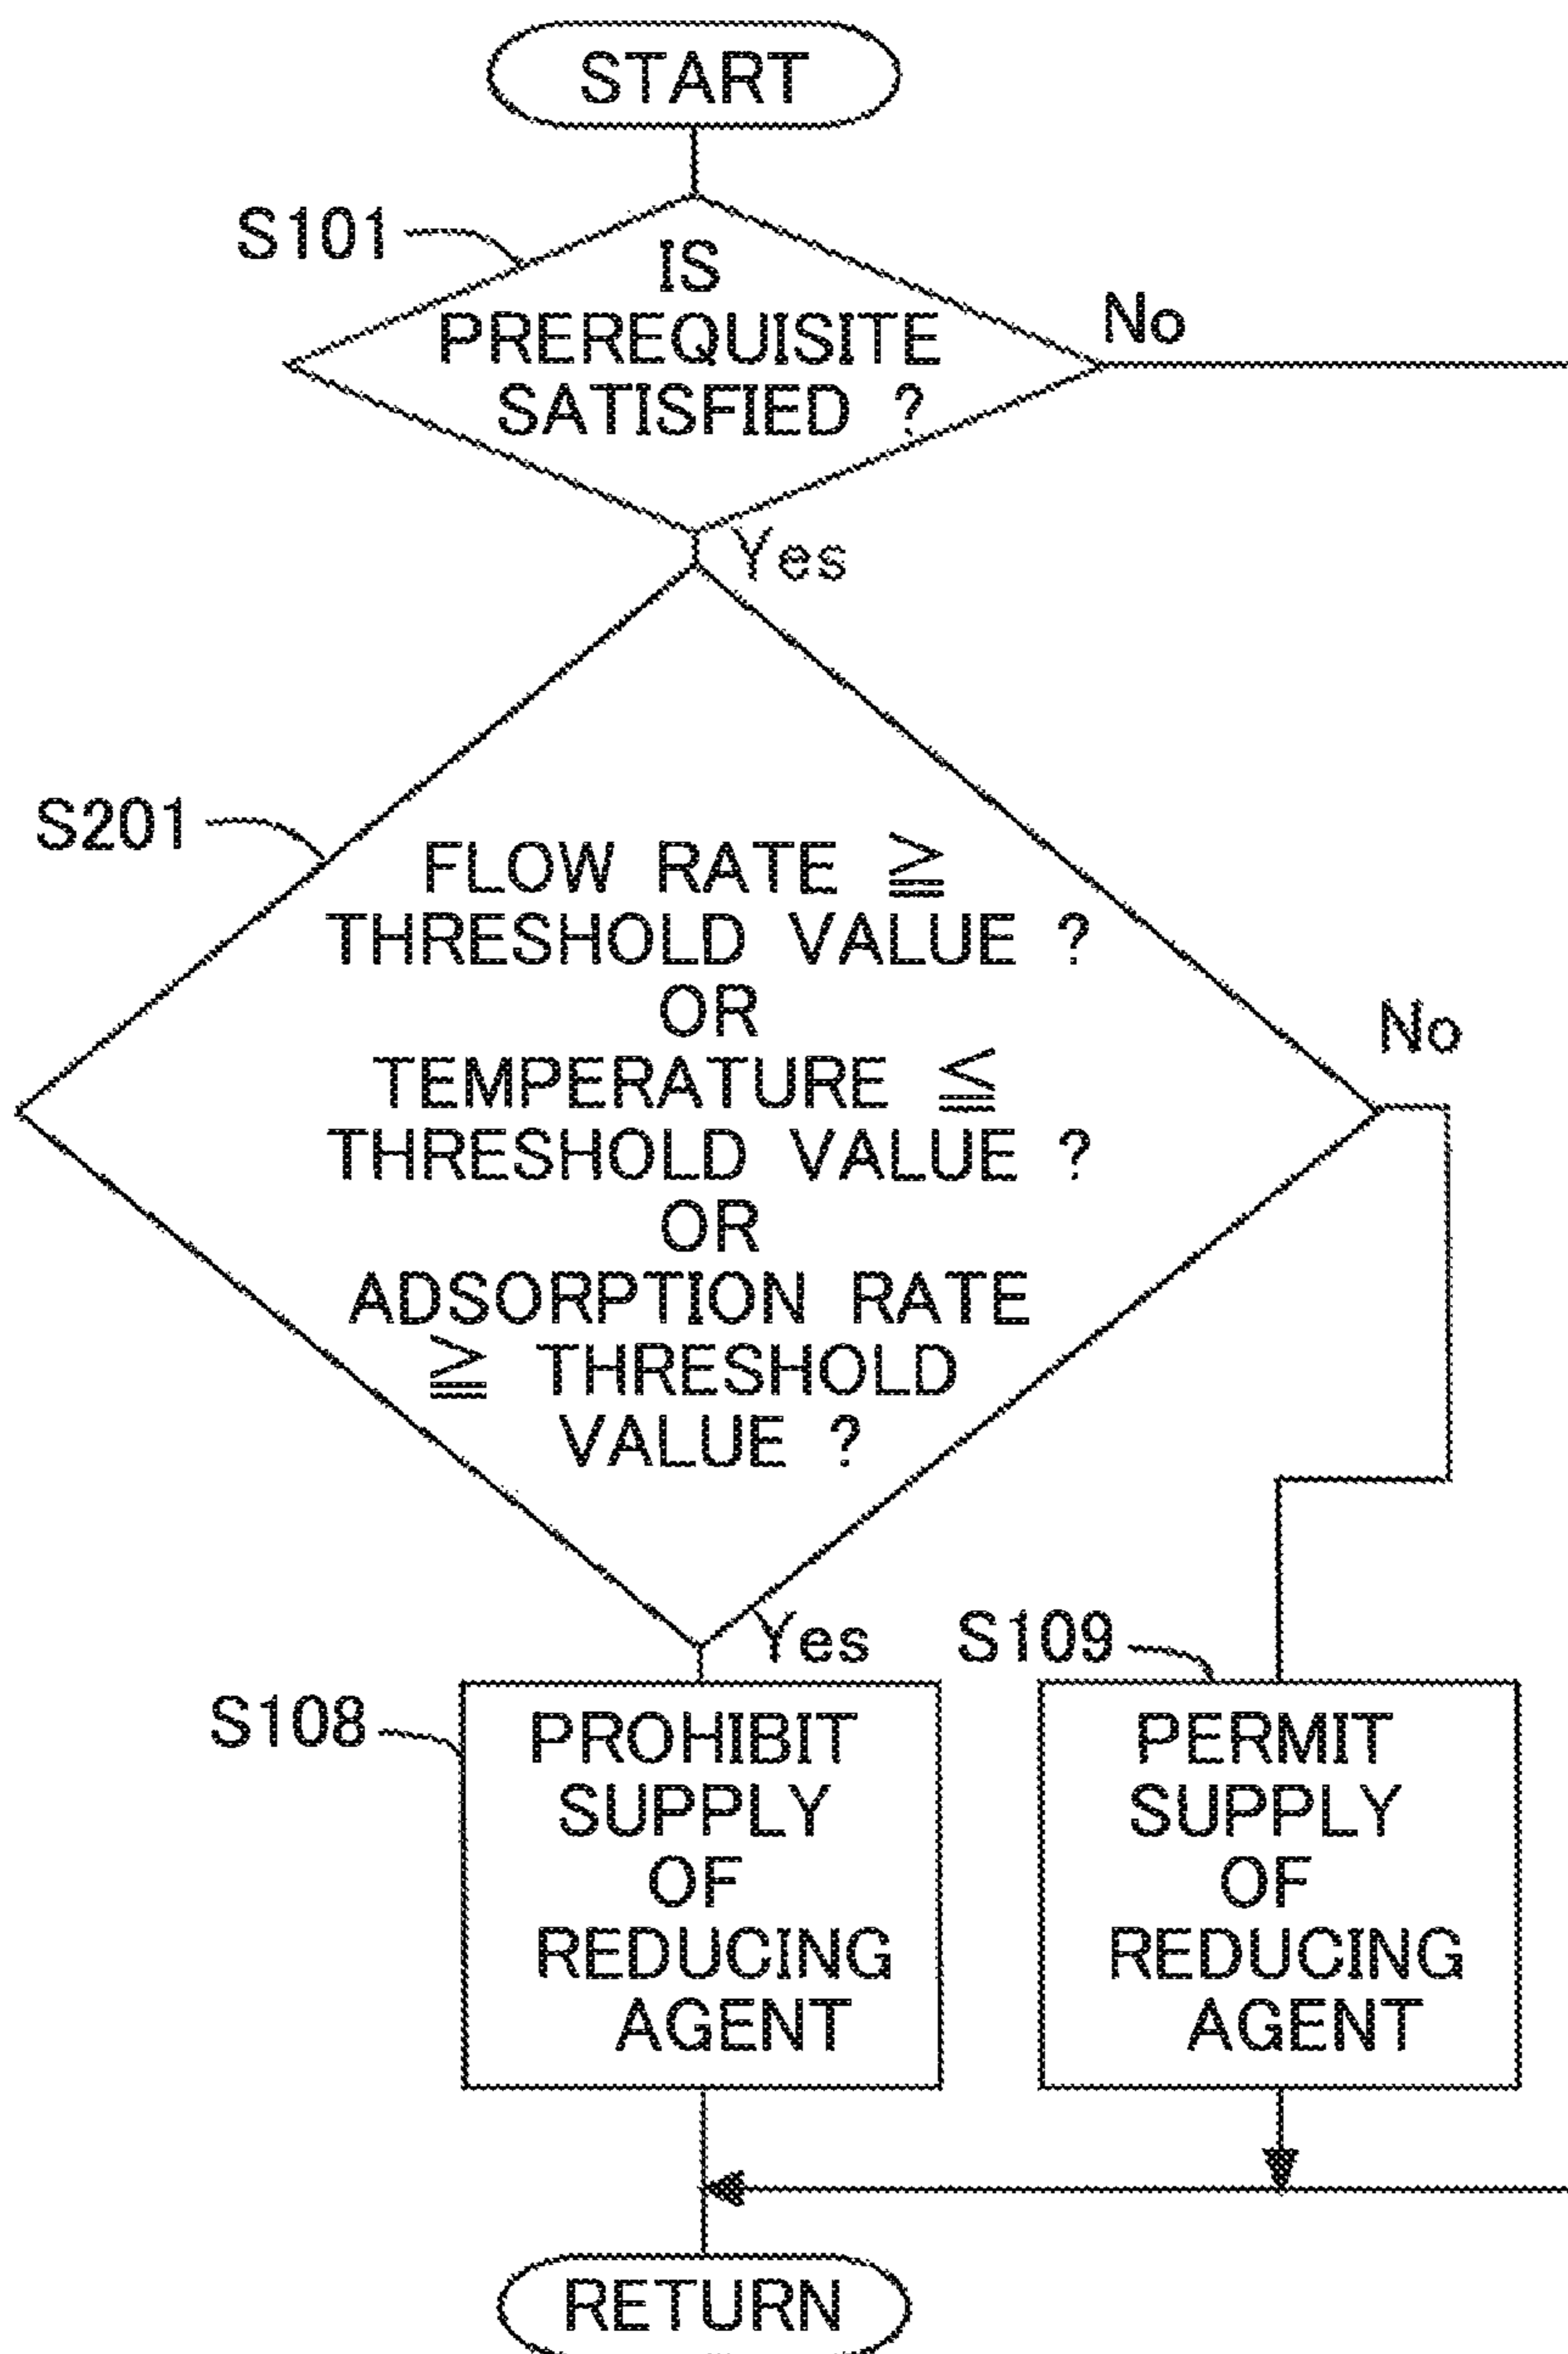 START
S101
IS
PREREQUISITE
SATISFIED ?
No
Yes
S201
FLOW RATE ≧
THRESHOLD VALUE ?
OR
TEMPERATURE ≦
THRESHOLD VALUE ?
OR
ADSORPTION RATE
≧ THRESHOLD
VALUE ?
No
Yes
S108
PROHIBIT
SUPPLY
OF
REDUCING
AGENT
S109
PERMIT
SUPPLY
OF
REDUCING
AGENT
RETURN